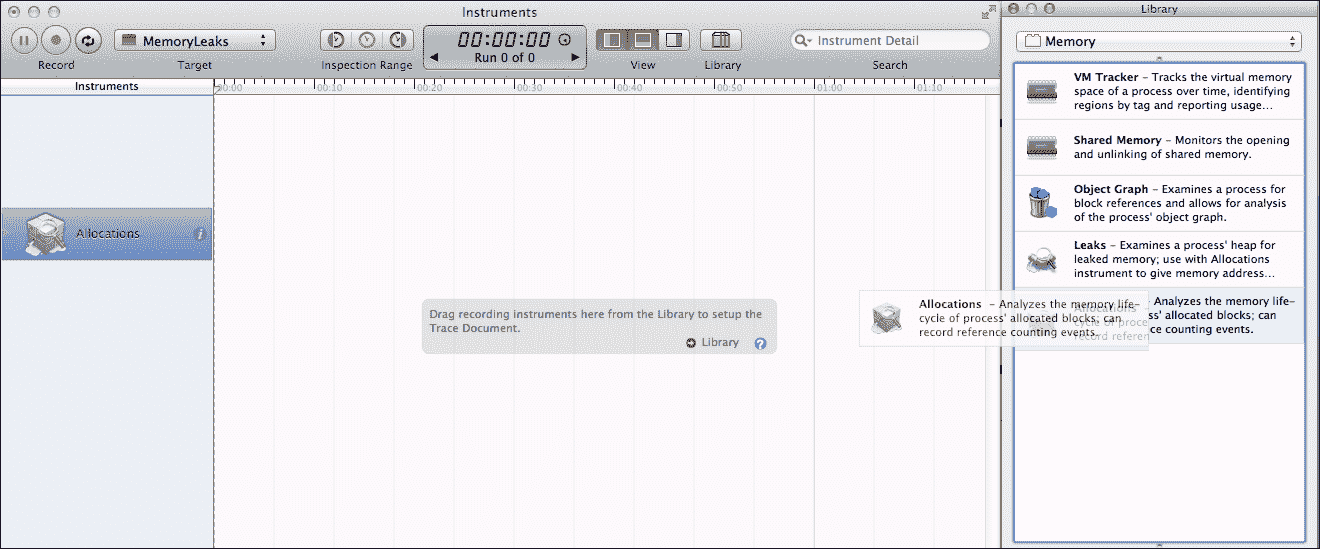 Instruments
MemoryLeaks
00:00:00
Run 0 of 0
Instrument Detail
Record
Target
Inspection Range
View
Library
Search
Instruments
00:00 00:10 00:20 00:30 00:40 00:50 01:00 01:10
Allocations
Drag recording instruments here from the Library to setup the
Trace Document.
Library
Allocations – Analyzes the memory life-
cycle of process' allocated blocks; can
record reference counting events.
Library
Memory
VM Tracker – Tracks the virtual memory
space of a process over time, identifying
regions by tag and reporting usage...
Shared Memory – Monitors the opening
and unlinking of shared memory.
Object Graph – Examines a process for
block references and allows for analysis
of the process' object graph.
Leaks – Examines a process' heap for
leaked memory; use with Allocations
instrument to give memory address...
Allocations – Analyzes the memory life-
cycle of process' allocated blocks; can
record reference counting events.